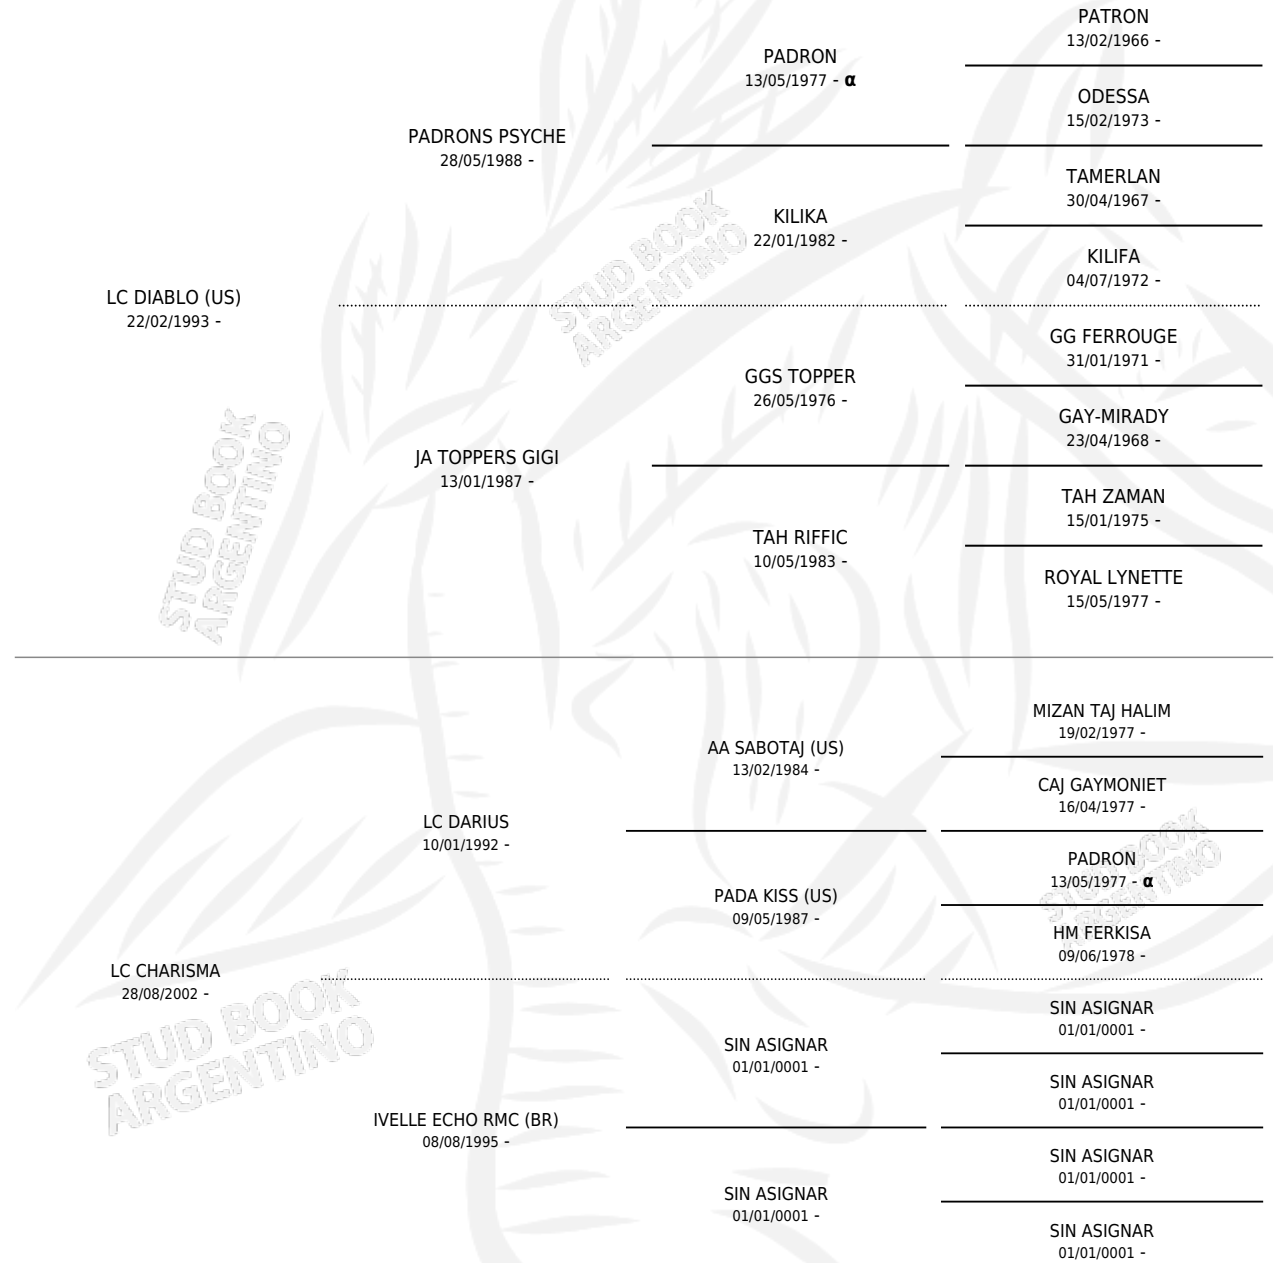 PATRON
13/02/1966 -
PADRON
13/05/1977 - α
ODESSA
15/02/1973 -
PADRONS PSYCHE
28/05/1988 -
TAMERLAN
30/04/1967 -
KILIKA
22/01/1982 -
KILIFA
04/07/1972 -
LC DIABLO (US)
22/02/1993 -
GG FERROUGE
31/01/1971 -
GGS TOPPER
26/05/1976 -
GAY-MIRADY
23/04/1968 -
JA TOPPERS GIGI
13/01/1987 -
TAH ZAMAN
15/01/1975 -
TAH RIFFIC
10/05/1983 -
ROYAL LYNETTE
15/05/1977 -
MIZAN TAJ HALIM
19/02/1977 -
AA SABOTAJ (US)
13/02/1984 -
CAJ GAYMONIET
16/04/1977 -
LC DARIUS
10/01/1992 -
PADRON
13/05/1977 - α
PADA KISS (US)
09/05/1987 -
HM FERKISA
09/06/1978 -
LC CHARISMA
28/08/2002 -
SIN ASIGNAR
01/01/0001 -
SIN ASIGNAR
01/01/0001 -
SIN ASIGNAR
01/01/0001 -
IVELLE ECHO RMC (BR)
08/08/1995 -
SIN ASIGNAR
01/01/0001 -
SIN ASIGNAR
01/01/0001 -
SIN ASIGNAR
01/01/0001 -
STUD BOOK
ARGENTINO
STUD BOOK
ARGENTINO
STUD BOOK
ARGENTINO
STUD BOOK
ARGENTINO